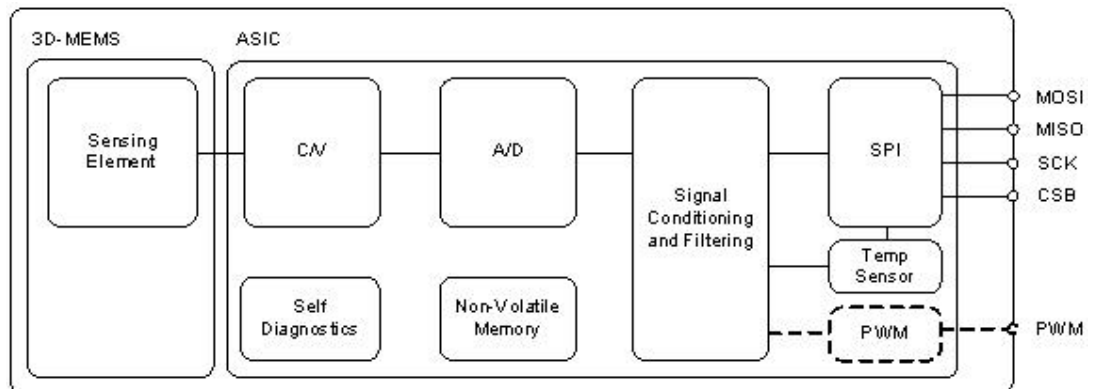 3D-MEMS
ASIC
Sensing
Element
C/V
A/D
Signal
Conditioning
and Filtering
SPI
MOSI
MISO
SCK
CSB
Temp
Sensor
Self
Diagnostics
Non-Volatile
Memory
PWM
PWM